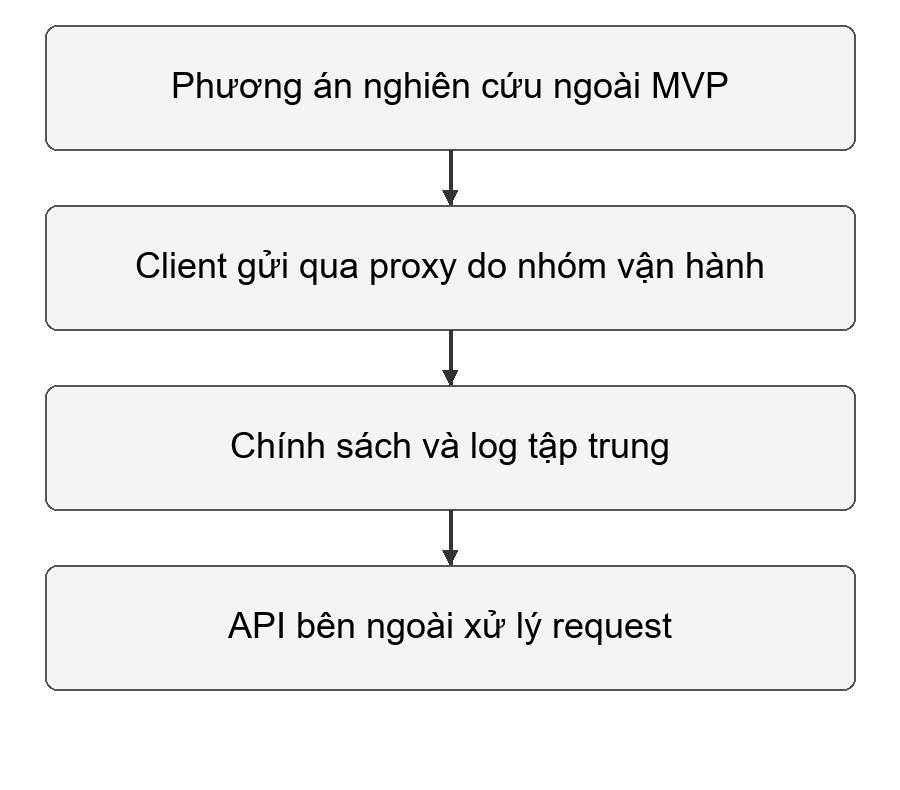 Phương án nghiên cứu ngoài MVP
Client gửi qua proxy do nhóm vận hành
Chính sách và log tập trung
API bên ngoài xử lý request